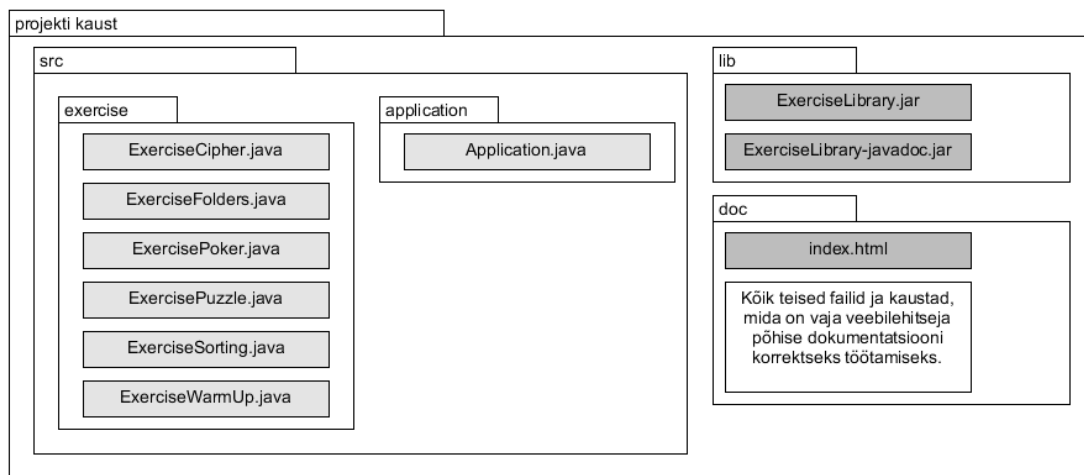 projekti kaust
src
exercise
ExerciseCipher.java
ExerciseFolders.java
ExercisePoker.java
ExercisePuzzle.java
ExerciseSorting.java
ExerciseWarmUp.java
application
Application.java
lib
ExerciseLibrary.jar
ExerciseLibrary-javadoc.jar
doc
index.html
Kõik teised failid ja kaustad,
mida on vaja veebilehitseja
põhise dokumentatsiooni
korrektseks töötamiseks.